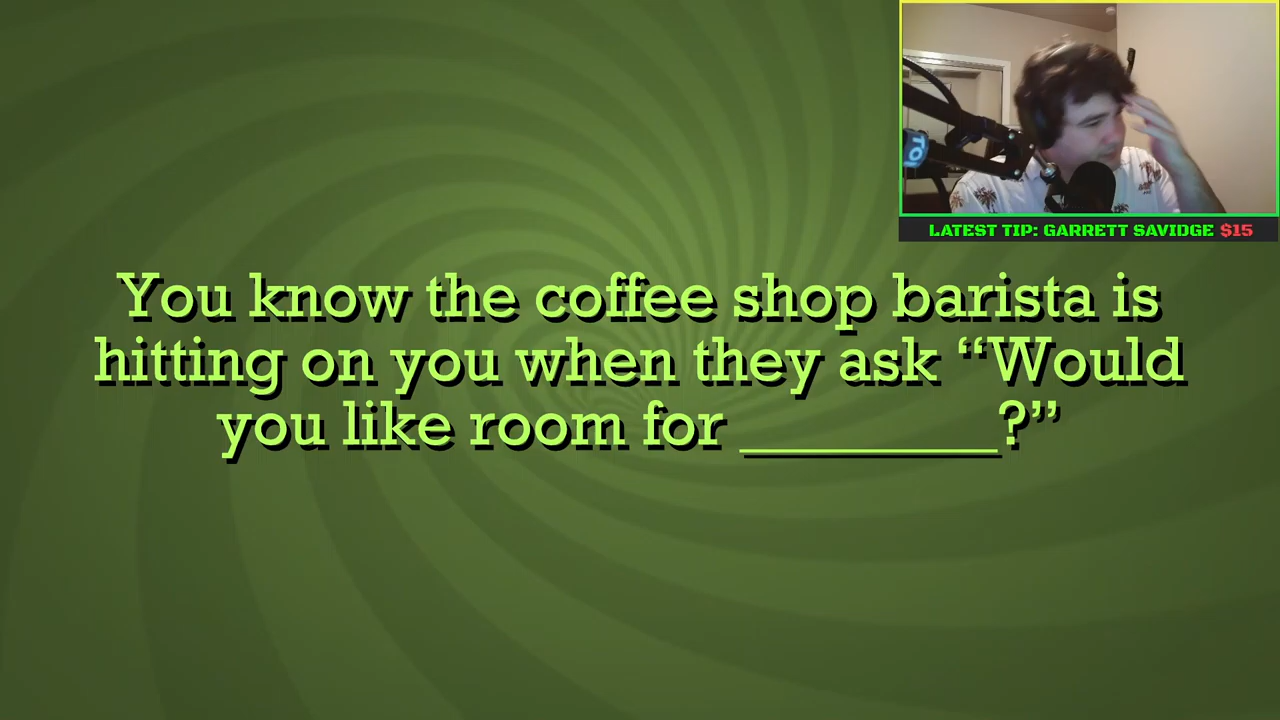 LATEST TIP: GARRETT SAVIDGE $15
You know the coffee shop barista is
hitting on you when they ask “Would
you like room for ________?”